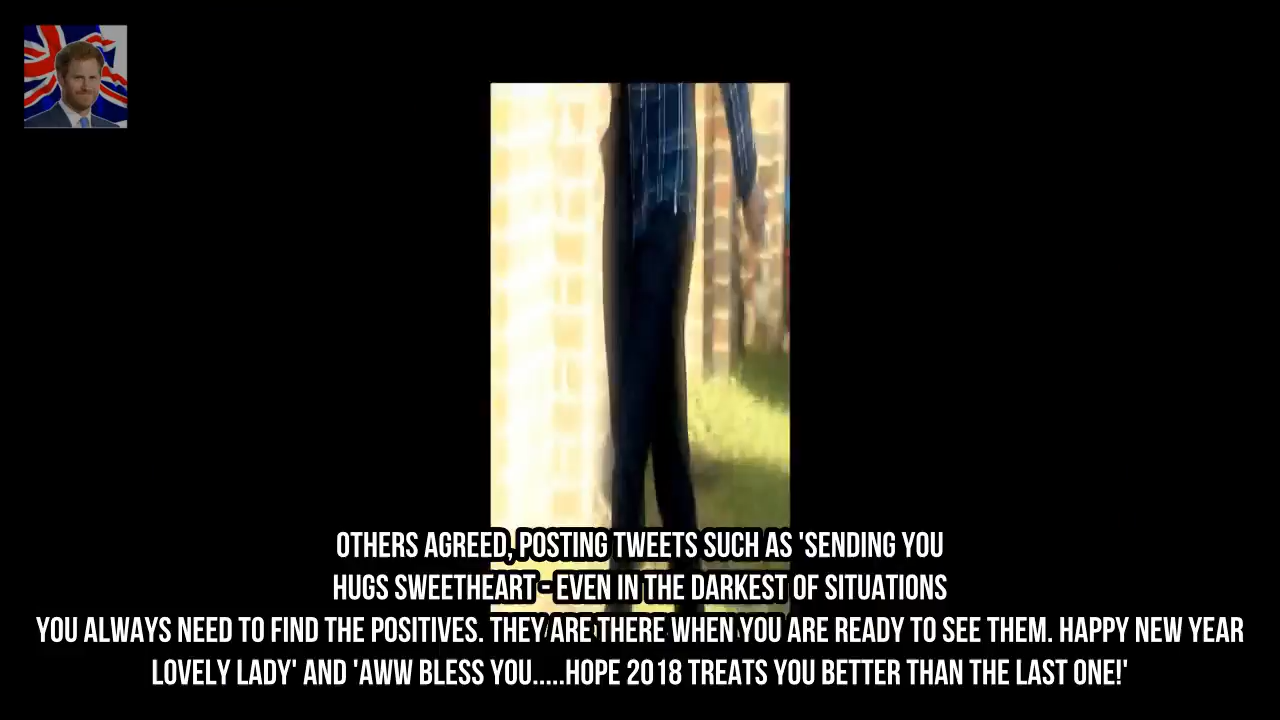 OTHERS AGREED, POSTING TWEETS SUCH AS 'SENDING YOU
HUGS SWEETHEART - EVEN IN THE DARKEST OF SITUATIONS
YOU ALWAYS NEED TO FIND THE POSITIVES. THEY ARE THERE WHEN YOU ARE READY TO SEE THEM. HAPPY NEW YEAR
LOVELY LADY' AND 'AWW BLESS YOU.....HOPE 2018 TREATS YOU BETTER THAN THE LAST ONE!'